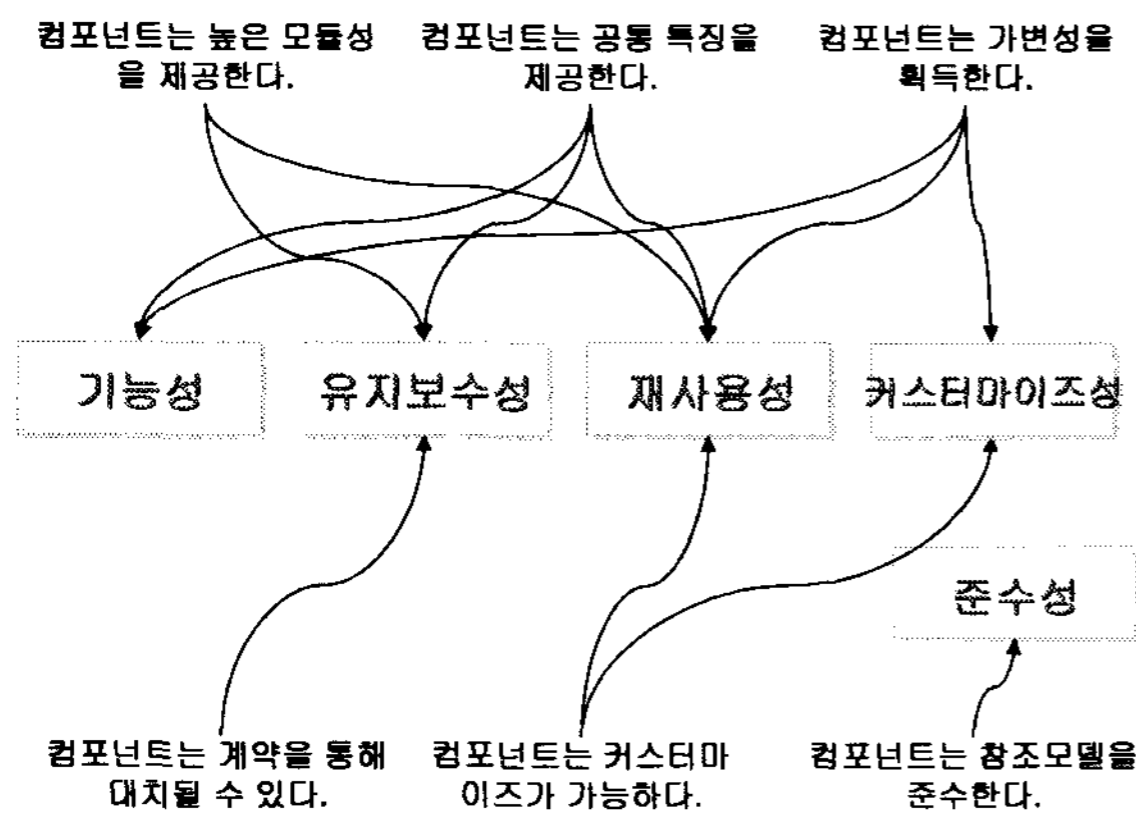 컴포넌트는 높은 모듈성
을 제공한다.
컴포넌트는 공통 특징을
제공한다.
컴포넌트는 가변성을
획득한다.
기능성
유지보수성
재사용성
커스터마이즈성
준수성
컴포넌트는 계약을 통해
대치될 수 있다.
컴포넌트는 커스터마
이즈가 가능하다.
컴포넌트는 참조모델을
준수한다.